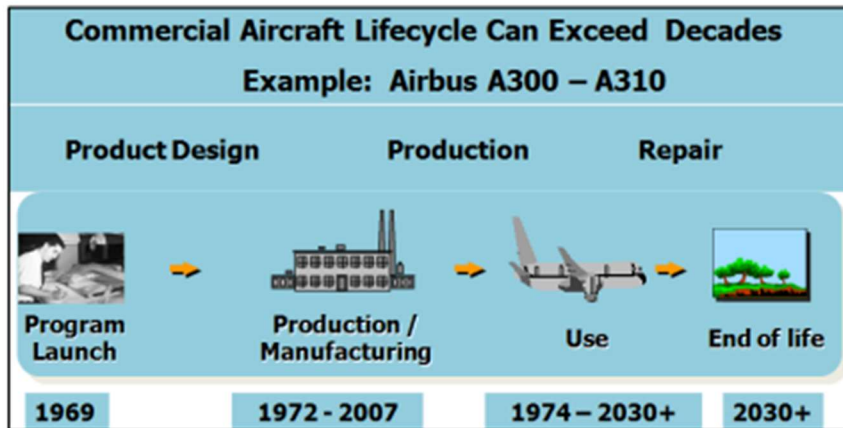 Commercial Aircraft Lifecycle Can Exceed Decades
Example: Airbus A300 – A310
Product Design Production Repair
Program Launch
Production / Manufacturing
Use
End of life
1969 1972 - 2007 1974 – 2030+ 2030+